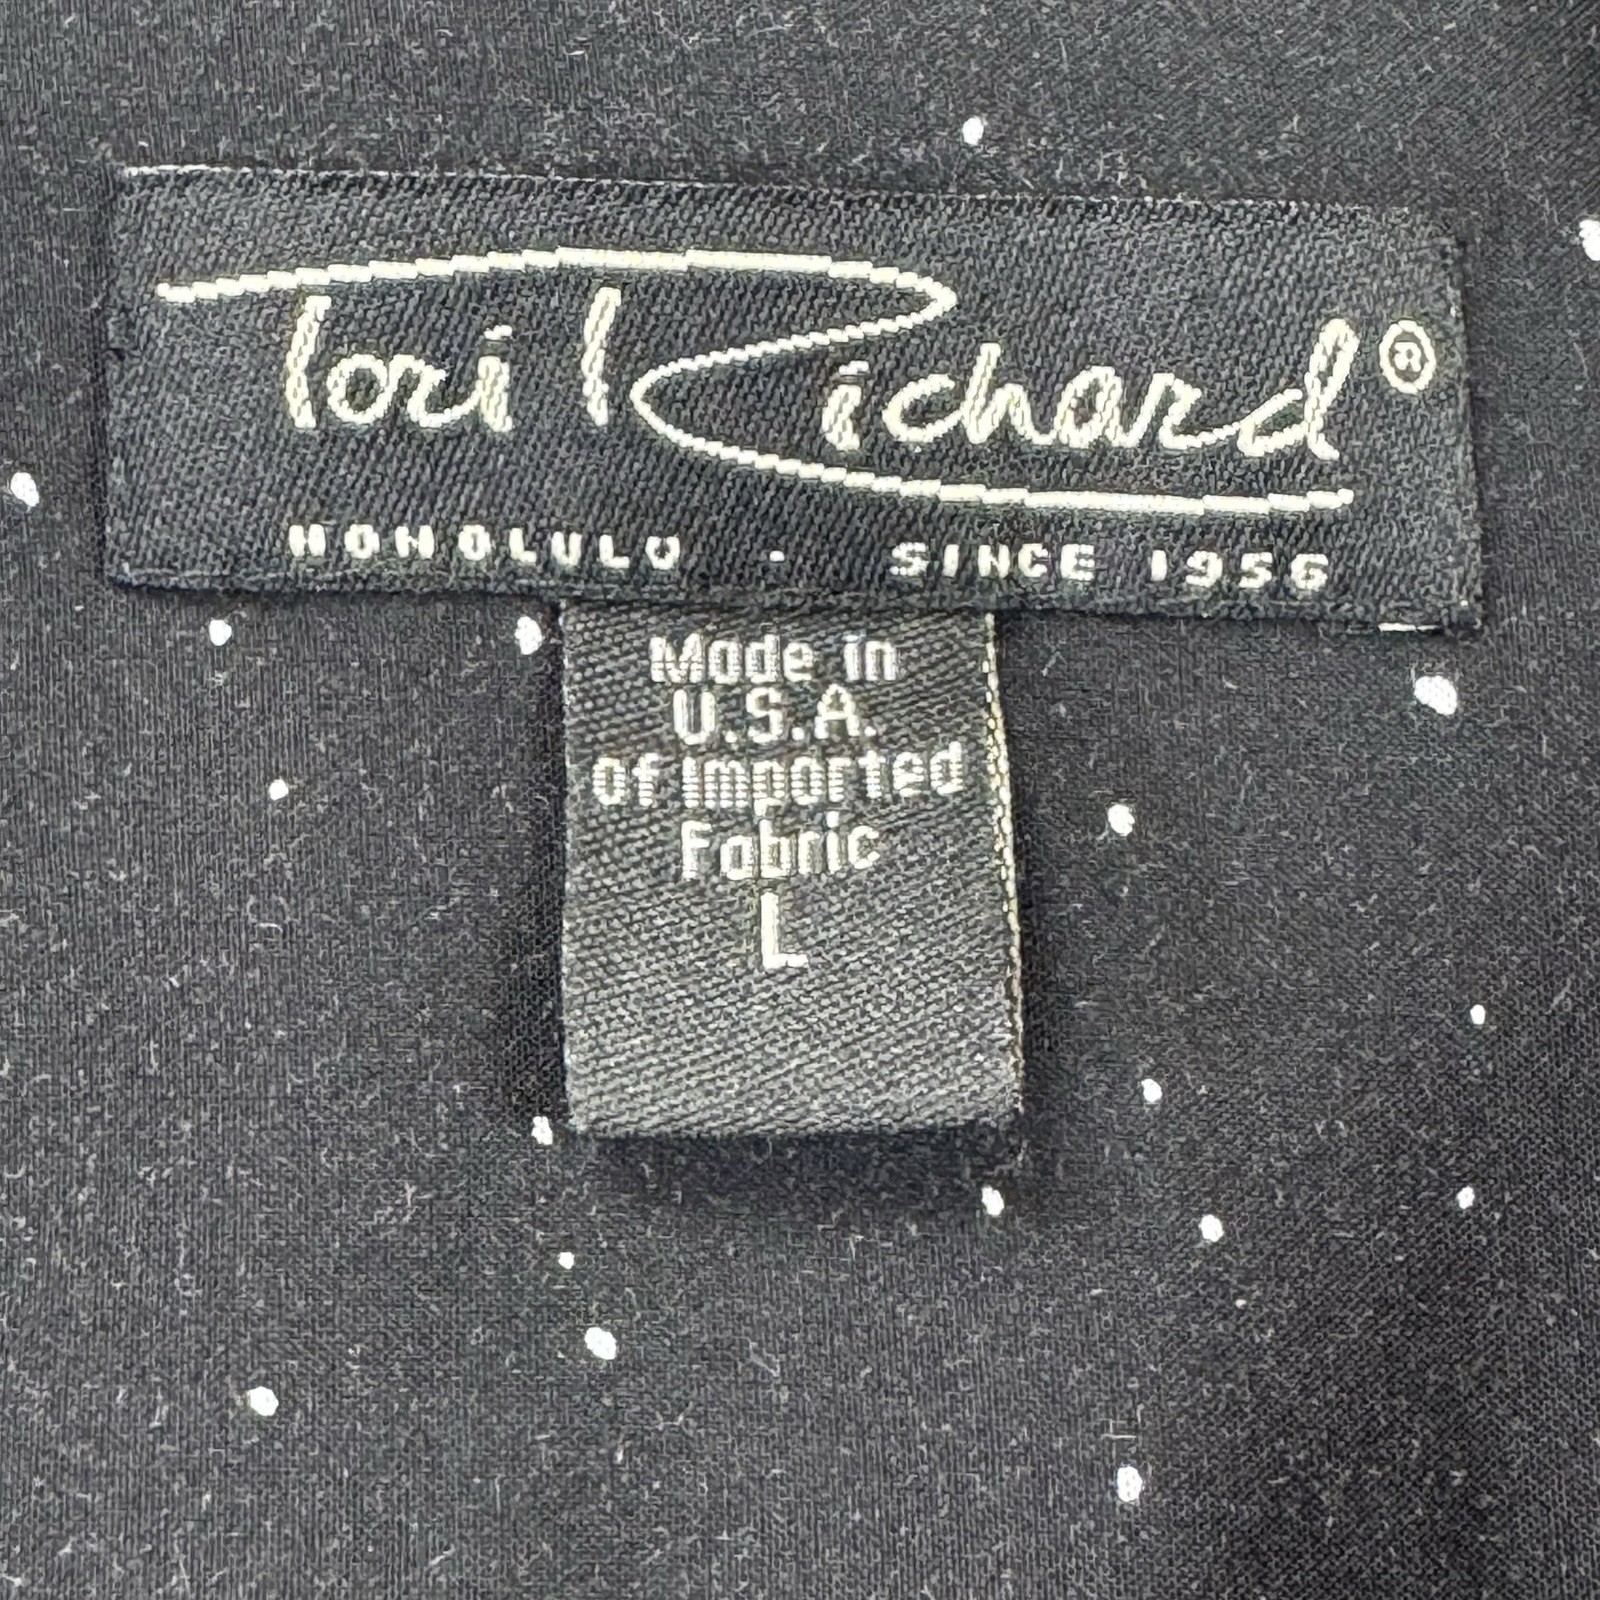 Tori Richard®
HONOLULU · SINCE 1956
Made in
U.S.A.
of Imported
Fabric
L